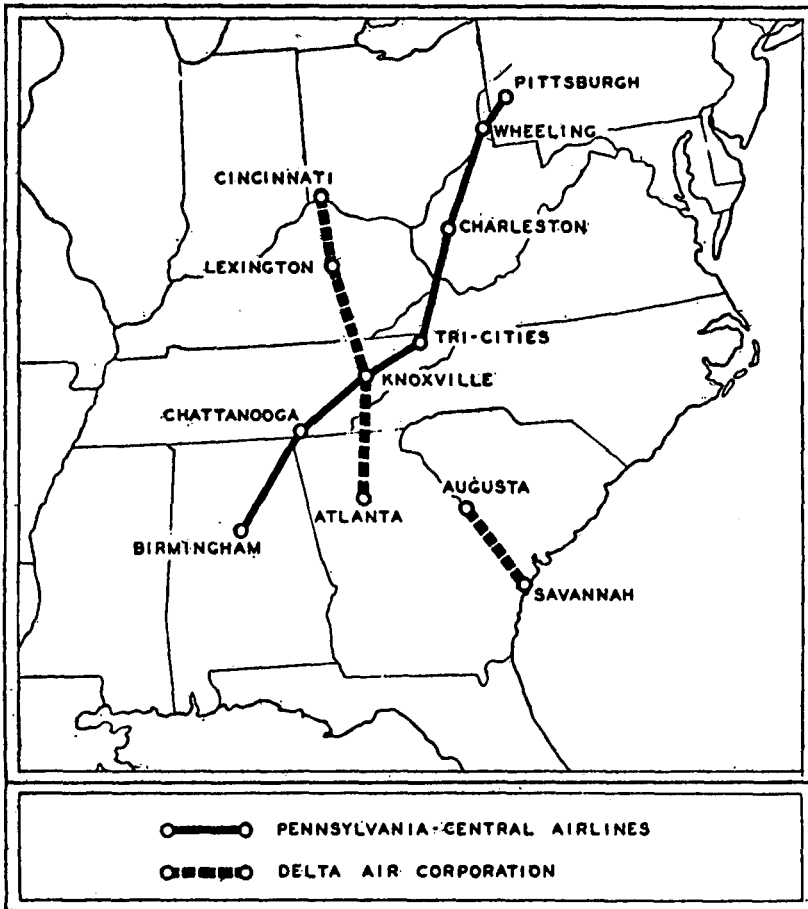 PITTSBURGH
WHEELING
CINCINNATI
CHARLESTON
LEXINGTON
TRI-CITIES
KNOXVILLE
CHATTANOOGA
AUGUSTA
ATLANTA
BIRMINGHAM
SAVANNAH
PENNSYLVANIA-CENTRAL AIRLINES
DELTA AIR CORPORATION